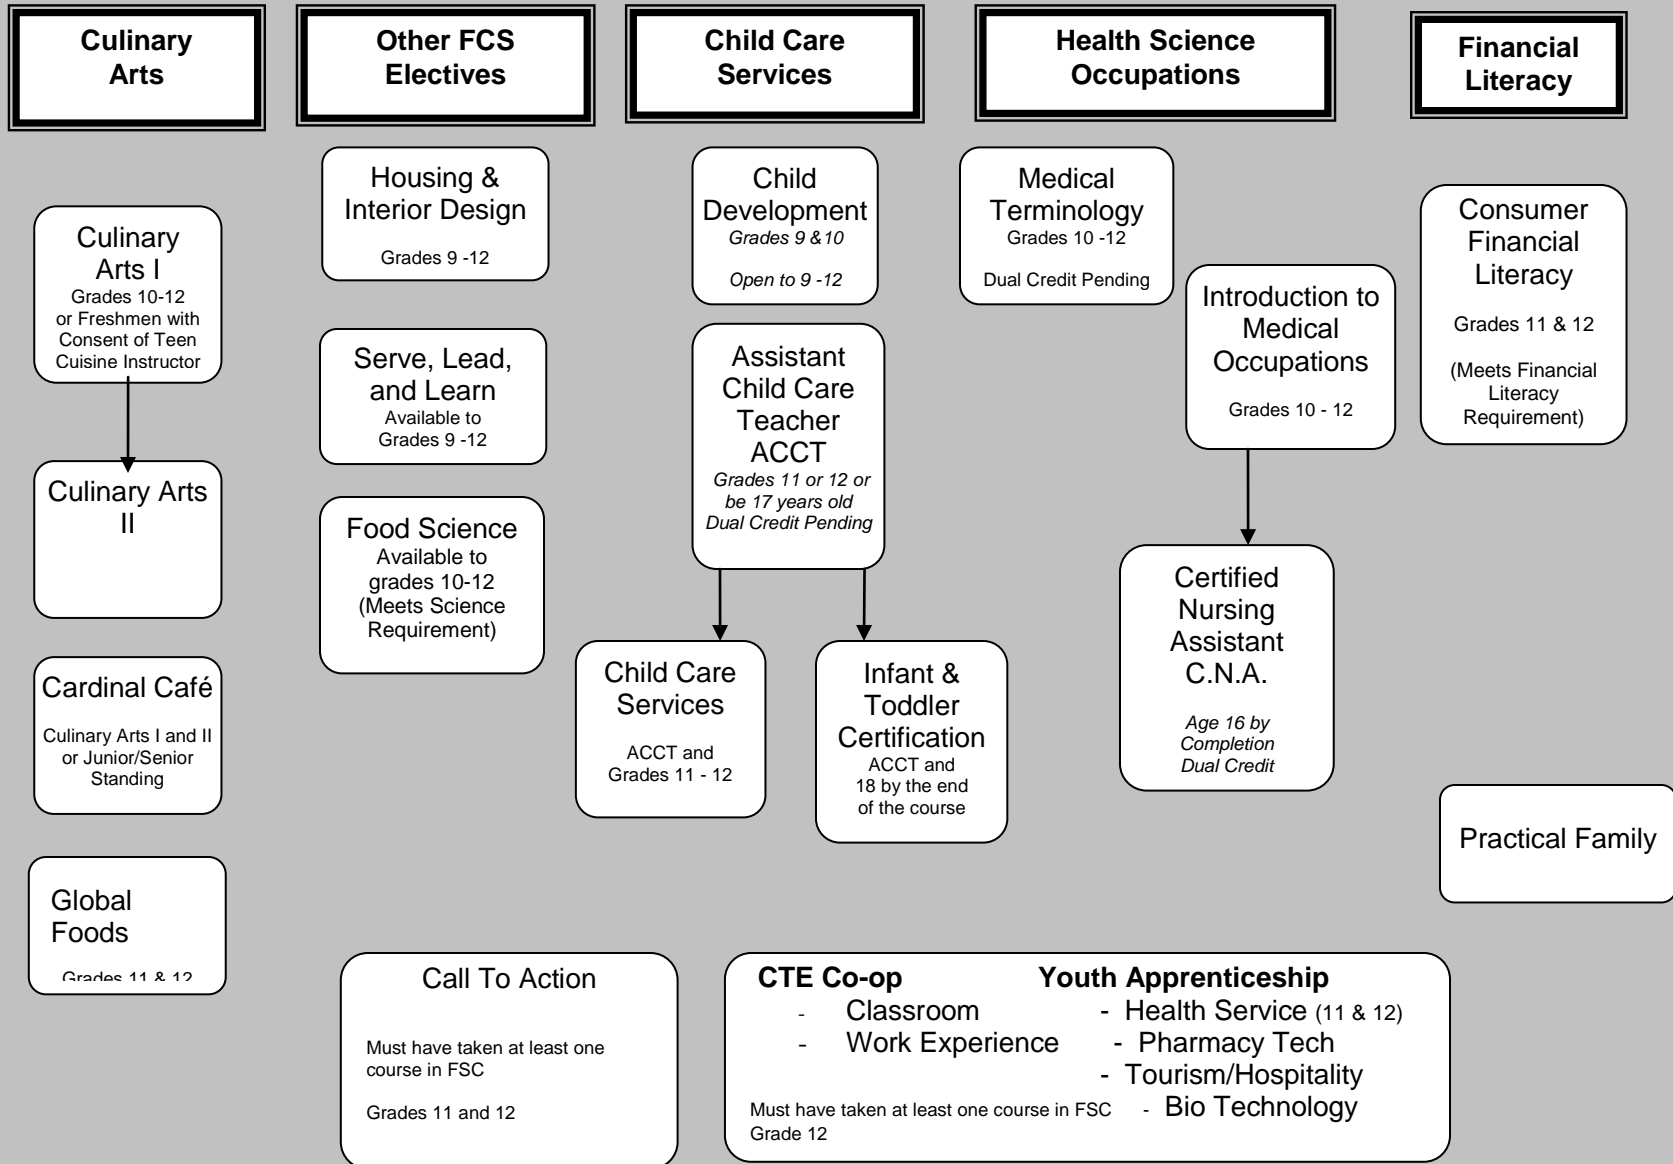 Culinary
Arts
Other FCS
Electives
Child Care
Services
Health Science
Occupations
Financial
Literacy
Culinary
Arts I
Grades 10-12
or Freshmen with
Consent of Teen
Cuisine Instructor
Culinary Arts
II
Cardinal Café
Culinary Arts I and II
or Junior/Senior
Standing
Global
Foods
Grades 11 & 12
Housing &
Interior Design
Grades 9 -12
Serve, Lead,
and Learn
Available to
Grades 9 -12
Food Science
Available to
grades 10-12
(Meets Science
Requirement)
Child
Development
Grades 9 &10
Open to 9 -12
Assistant
Child Care
Teacher
ACCT
Grades 11 or 12 or
be 17 years old
Dual Credit Pending
Child Care
Services
ACCT and
Grades 11 - 12
Infant &
Toddler
Certification
ACCT and
18 by the end
of the course
Medical
Terminology
Grades 10 -12
Dual Credit Pending
Introduction to
Medical
Occupations
Grades 10 - 12
Certified
Nursing
Assistant
C.N.A.
Age 16 by
Completion
Dual Credit
Consumer
Financial
Literacy
Grades 11 & 12
(Meets Financial
Literacy
Requirement)
Practical Family
Call To Action
Must have taken at least one
course in FSC
Grades 11 and 12
CTE Co-op
- Classroom
- Work Experience
Must have taken at least one course in FSC
Grade 12
Youth Apprenticeship
- Health Service (11 & 12)
- Pharmacy Tech
- Tourism/Hospitality
- Bio Technology